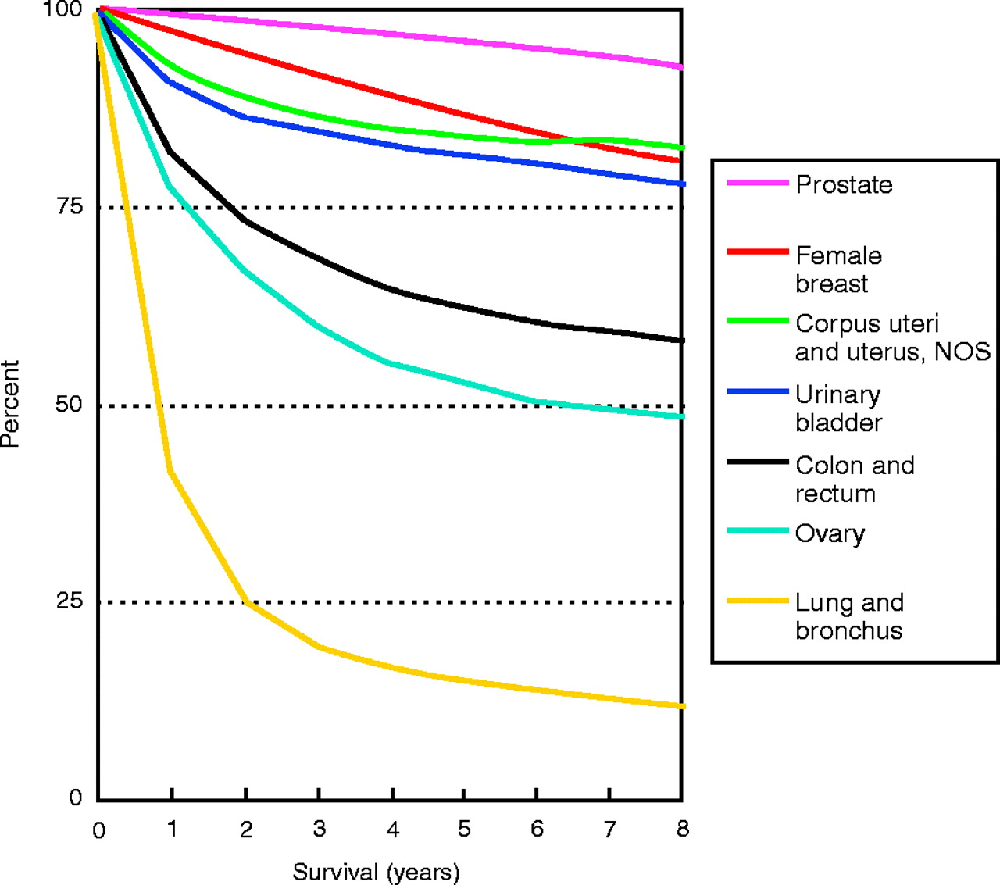 100
75
50
25
0
Percent
0 1 2 3 4 5 6 7 8
Survival (years)
Prostate
Female
breast
Corpus uteri
and uterus, NOS
Urinary
bladder
Colon and
rectum
Ovary
Lung and
bronchus